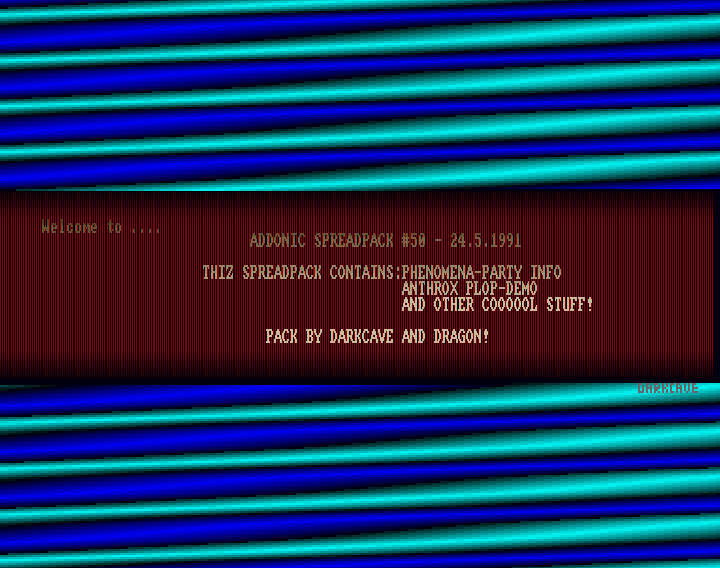 Welcome to ....
ADDONIC SPREADPACK #50 - 24.5.1991
THIZ SPREADPACK CONTAINS:PHENOMENA-PARTY INFO
ANTHROX PLOP-DEMO
AND OTHER COOOOOL STUFF!
PACK BY DARKCAVE AND DRAGON!
DARKCAVE